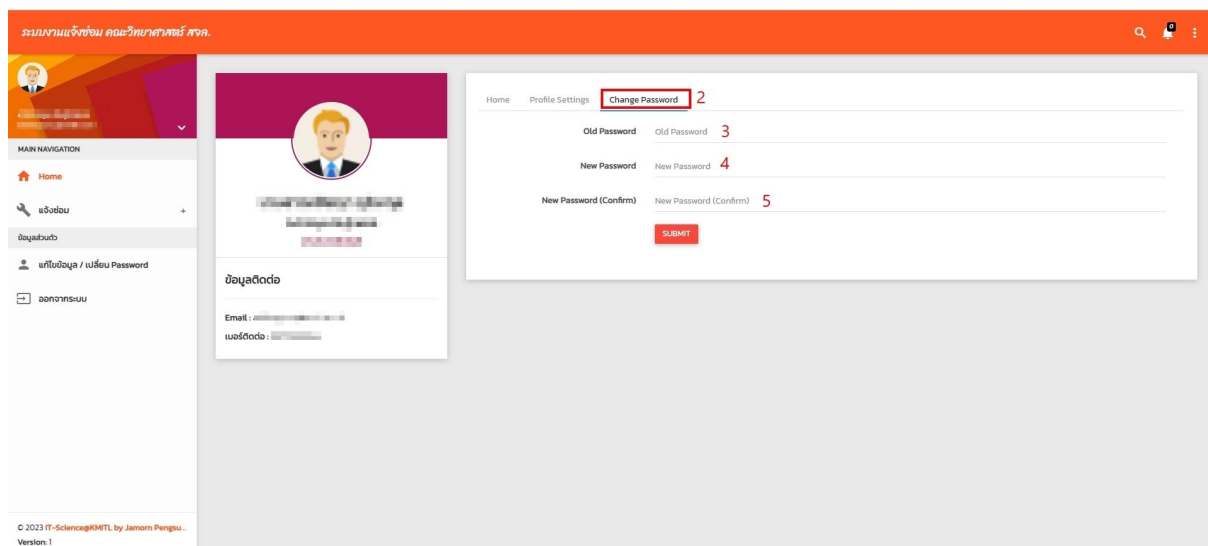 ระบบงานแจ้งซ่อม คณะวิทยาศาสตร์ สจล.
0
MAIN NAVIGATION
Home
แจ้งซ่อม +
ข้อมูลส่วนตัว
แก้ไขข้อมูล / เปลี่ยน Password
ออกจากระบบ
© 2023 IT-Science@KMITL by Jamorn Pengsu...
Version: 1
ข้อมูลติดต่อ
Email :
เบอร์ติดต่อ :
Home Profile Settings Change Password 2
Old Password Old Password 3
New Password New Password 4
New Password (Confirm) New Password (Confirm) 5
SUBMIT